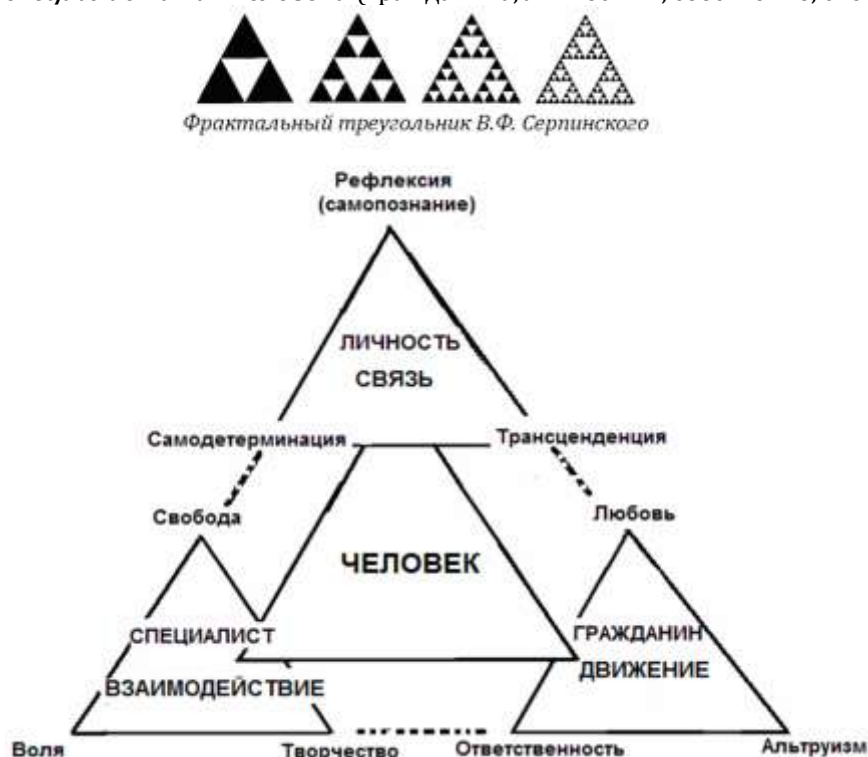 Фрактальный треугольник В.Ф. Серпинского
Рефлексия
(самопознание)
ЛИЧНОСТЬ
СВЯЗЬ
Самодетерминация
Трансценденция
Свобода
Любовь
ЧЕЛОВЕК
СПЕЦИАЛИСТ
ГРАЖДАНИН
ВЗАИМОДЕЙСТВИЕ
ДВИЖЕНИЕ
Воля
Творчество
Ответственность
Альтруизм